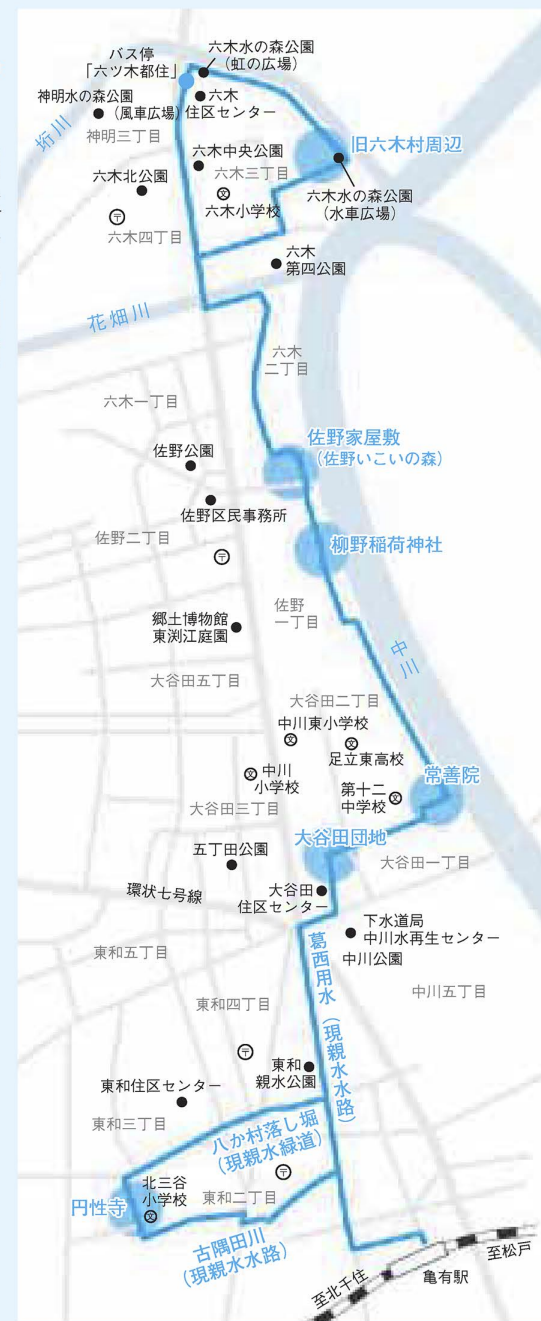 バス停
「六ツ木都住」
六木水の森公園
（虹の広場）
神明水の森公園
（風車広場）
六木
住区センター
神明三丁目
垳川
旧六木村周辺
六木中央公園
六木三丁目
六木北公園
文
六木小学校
六木水の森公園
（水車広場）
〒
六木四丁目
六木
第四公園
花畑川
六木
二丁目
六木一丁目
佐野家屋敷
（佐野いこいの森）
佐野公園
佐野区民事務所
佐野二丁目
柳野稲荷神社
〒
佐野
一丁目
郷土博物館
東渕江庭園
中川
大谷田五丁目
大谷田二丁目
中川東小学校
文
文
足立東高校
文
中川
小学校
常善院
第十二
中学校
文
大谷田三丁目
大谷田団地
五丁田公園
大谷田一丁目
環状七号線
大谷田
住区センター
下水道局
中川水再生センター
中川公園
東和五丁目
葛西用水（現親水水路）
中川五丁目
東和四丁目
〒
東和
親水公園
東和住区センター
東和三丁目
八か村落し堀
（現親水緑道）
〒
北三谷
小学校
文
円性寺
東和二丁目
古隅田川
（現親水水路）
至北千住
亀有駅
至松戸